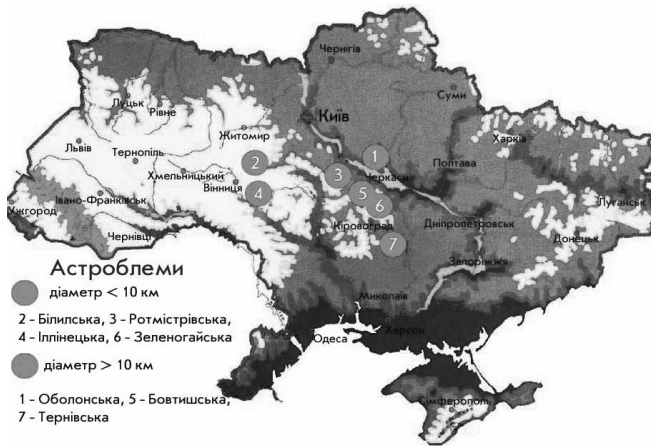 Чернігів
Суми
Луцьк
Рівне
Київ
Житомир
Харків
Львів
Тернопіль
1
2
Полтава
Хмельницький
3
Черкаси
Вінниця
4
5
Луганськ
Івано-Франківськ
6
Ужгород
Кіровоград
Дніпропетровськ
Чернівці
7
Донецьк
Запоріжжя
Астроблеми
діаметр < 10 км
Миколаїв
2 - Білилська, 3 - Ротмістрівська,
Херсон
4 - Іллінецька, 6 - Зеленогайська
Одеса
діаметр > 10 км
1 - Оболонська, 5 - Бовтишська,
Сімферополь
7 - Тернівська